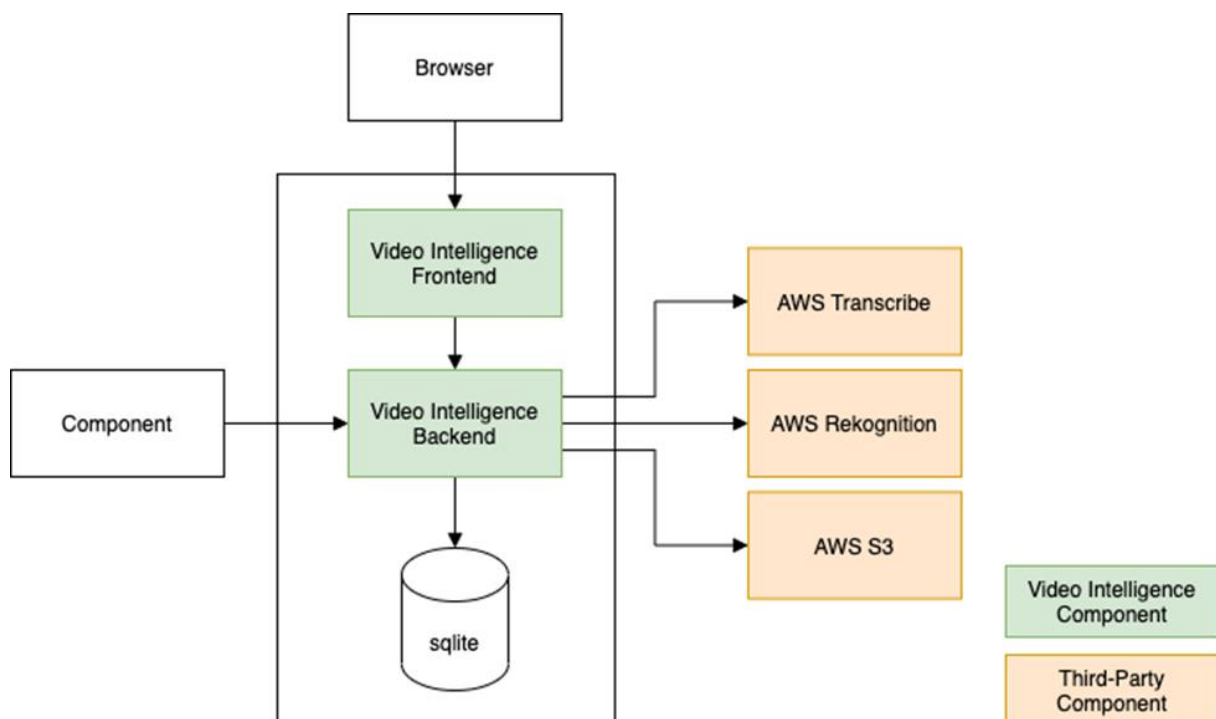 Browser
Video Intelligence
Frontend
AWS Transcribe
Component
Video Intelligence
Backend
AWS Rekognition
AWS S3
sqlite
Video Intelligence
Component
Third-Party
Component